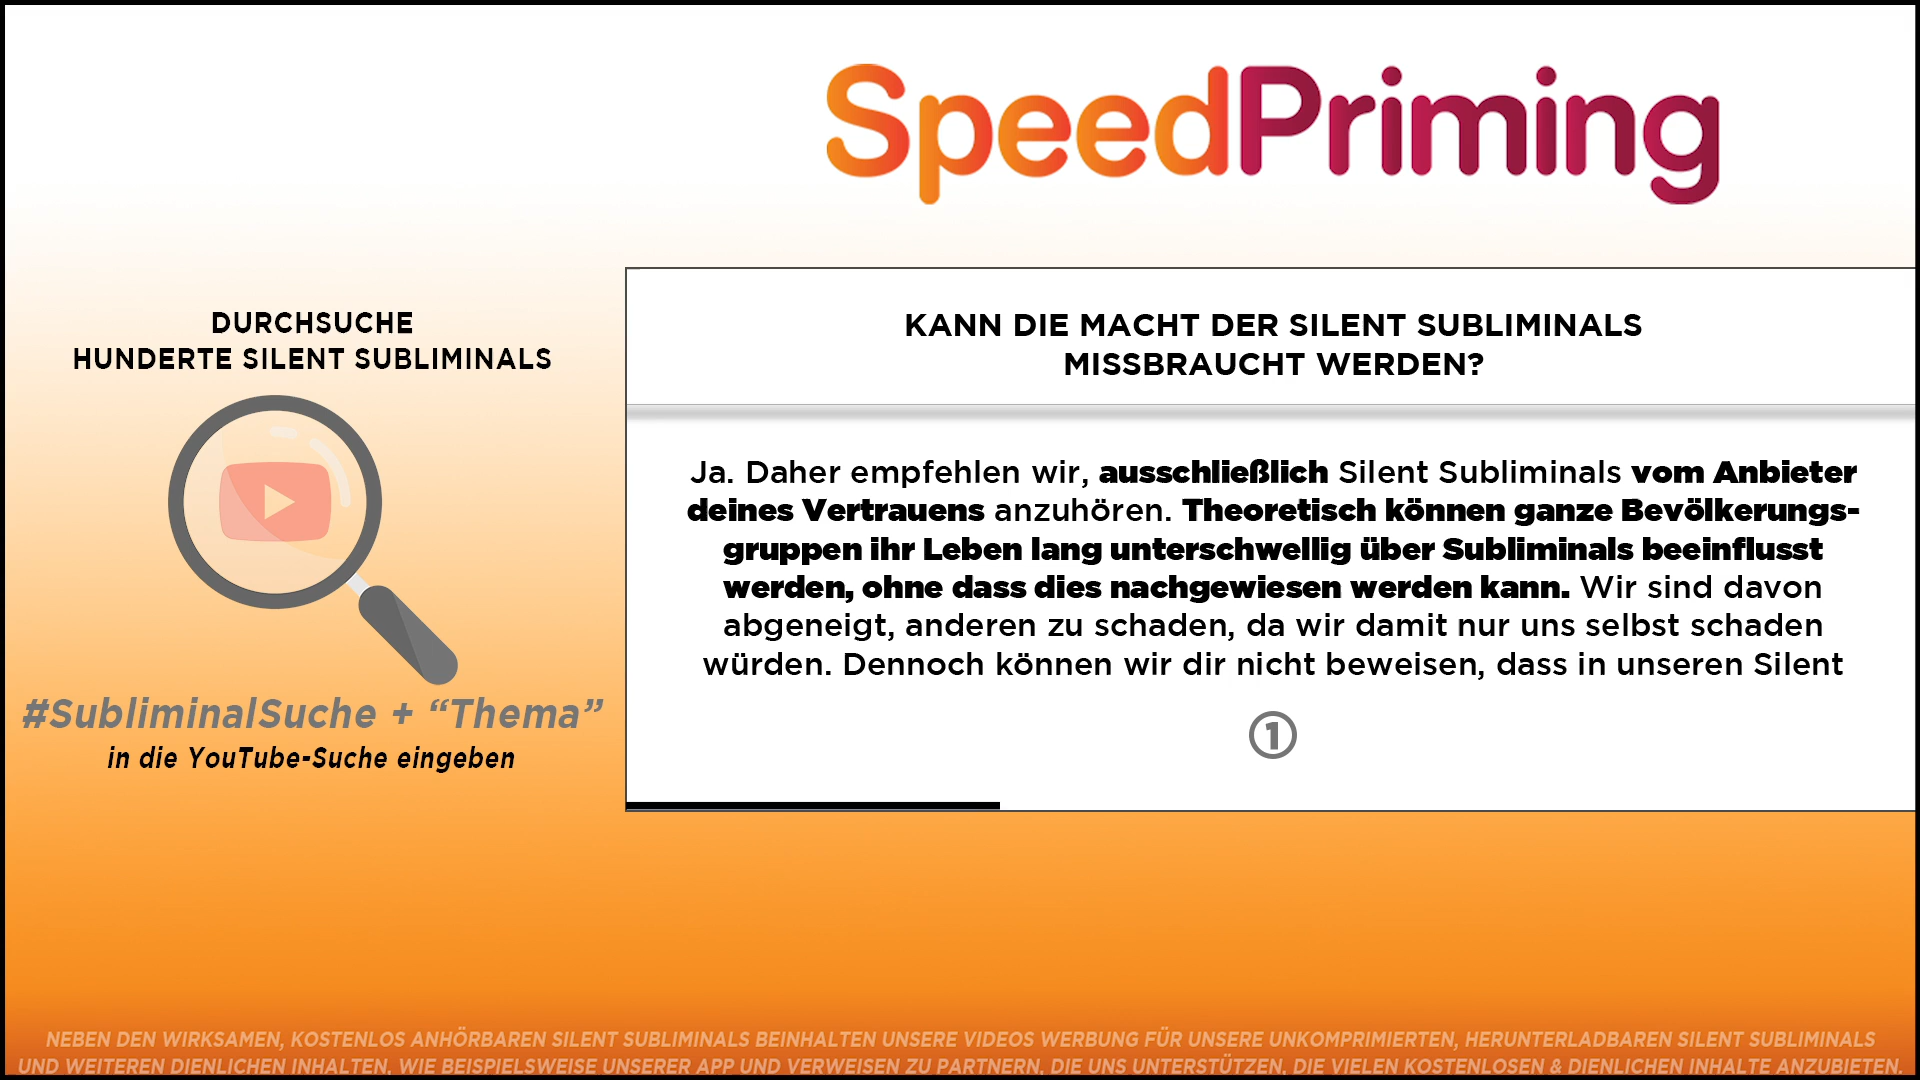 SpeedPriming
DURCHSUCHE
HUNDERTE SILENT SUBLIMINALS
#SubliminalSuche + “Thema”
in die YouTube-Suche eingeben
KANN DIE MACHT DER SILENT SUBLIMINALS
MISSBRAUCHT WERDEN?
Ja. Daher empfehlen wir, ausschließlich Silent Subliminals vom Anbieter
deines Vertrauens anzuhören. Theoretisch können ganze Bevölkerungs-
gruppen ihr Leben lang unterschwellig über Subliminals beeinflusst
werden, ohne dass dies nachgewiesen werden kann. Wir sind davon
abgeneigt, anderen zu schaden, da wir damit nur uns selbst schaden
würden. Dennoch können wir dir nicht beweisen, dass in unseren Silent
①
NEBEN DEN WIRKSAMEN, KOSTENLOS ANHÖRBAREN SILENT SUBLIMINALS BEINHALTEN UNSERE VIDEOS WERBUNG FÜR UNSERE UNKOMPRIMIERTEN, HERUNTERLADBAREN SILENT SUBLIMINALS
UND WEITEREN DIENLICHEN INHALTEN, WIE BEISPIELSWEISE UNSERER APP UND VERWEISEN ZU PARTNERN, DIE UNS UNTERSTÜTZEN, DIE VIELEN KOSTENLOSEN & DIENLICHEN INHALTE ANZUBIETEN.